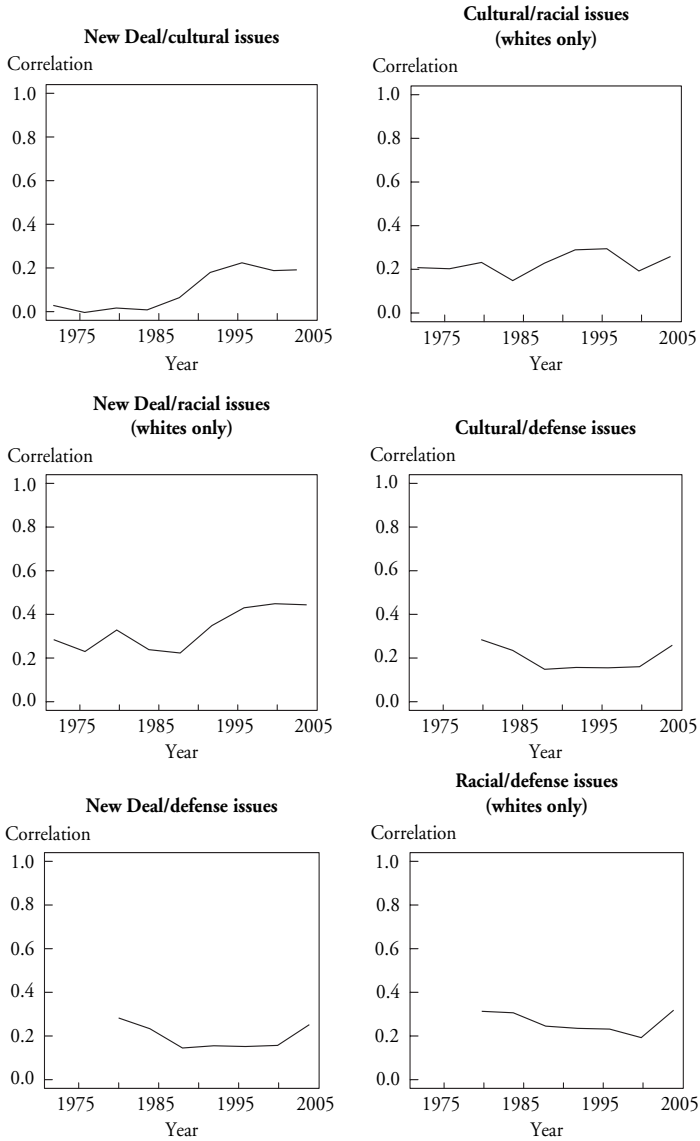 New Deal/cultural issues
Correlation
1.0
0.8
0.6
0.4
0.2
0.0
1975 1985 1995 2005
Year
Cultural/racial issues
(whites only)
Correlation
1.0
0.8
0.6
0.4
0.2
0.0
1975 1985 1995 2005
Year
New Deal/racial issues
(whites only)
Correlation
1.0
0.8
0.6
0.4
0.2
0.0
1975 1985 1995 2005
Year
Cultural/defense issues
Correlation
1.0
0.8
0.6
0.4
0.2
0.0
1975 1985 1995 2005
Year
New Deal/defense issues
Correlation
1.0
0.8
0.6
0.4
0.2
0.0
1975 1985 1995 2005
Year
Racial/defense issues
(whites only)
Correlation
1.0
0.8
0.6
0.4
0.2
0.0
1975 1985 1995 2005
Year